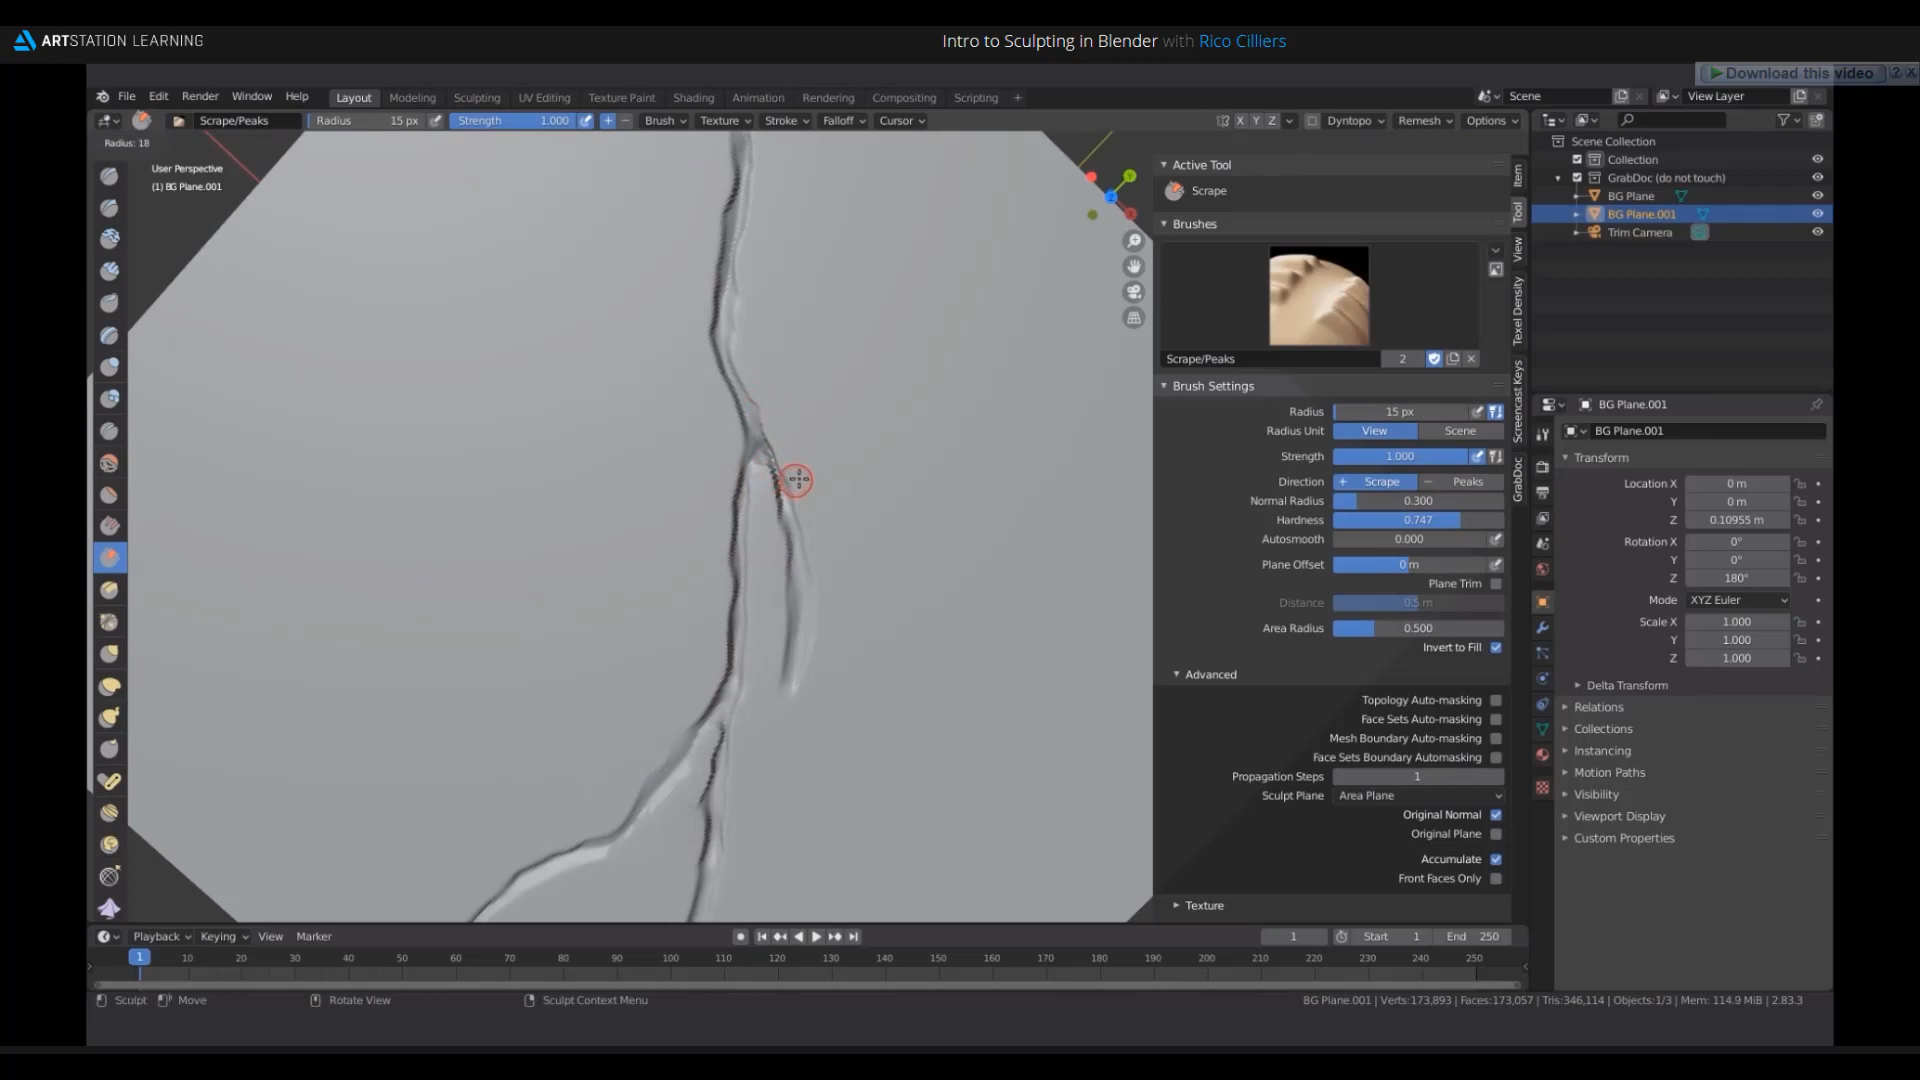 ARTSTATION LEARNING
Intro to Sculpting in Blender with Rico Cilliers
Download this video ? X
File Edit Render Window Help Layout Modeling Sculpting UV Editing Texture Paint Shading Animation Rendering Compositing Scripting + Scene View Layer
Scrape/Peaks Radius 15 px Strength 1.000 + − Brush Texture Stroke Falloff Cursor X Y Z Dyntopo Remesh Options
Radius: 18
User Perspective
(1) BG Plane.001
Y
Z
X
Active Tool
Scrape
Brushes
Scrape/Peaks 2
Brush Settings
Radius 15 px
Radius Unit View Scene
Strength 1.000
Direction + Scrape − Peaks
Normal Radius 0.300
Hardness 0.747
Autosmooth 0.000
Plane Offset 0 m
Plane Trim
Distance 0.5 m
Area Radius 0.500
Invert to Fill
Advanced
Topology Auto-masking
Face Sets Auto-masking
Mesh Boundary Auto-masking
Face Sets Boundary Automasking
Propagation Steps 1
Sculpt Plane Area Plane
Original Normal
Original Plane
Accumulate
Front Faces Only
Texture
Item
Tool
View
Texel Density
Screencast Keys
GrabDoc
Scene Collection
Collection
GrabDoc (do not touch)
BG Plane
BG Plane.001
Trim Camera
BG Plane.001
BG Plane.001
Transform
Location X 0 m
Y 0 m
Z 0.10955 m
Rotation X 0°
Y 0°
Z 180°
Mode XYZ Euler
Scale X 1.000
Y 1.000
Z 1.000
Delta Transform
Relations
Collections
Instancing
Motion Paths
Visibility
Viewport Display
Custom Properties
Playback Keying View Marker 1 Start 1 End 250
1 10 20 30 40 50 60 70 80 90 100 110 120 130 140 150 160 170 180 190 200 210 220 230 240 250
Sculpt Move Rotate View Sculpt Context Menu BG Plane.001 | Verts:173,893 | Faces:173,057 | Tris:346,114 | Objects:1/3 | Mem: 114.9 MiB | 2.83.3